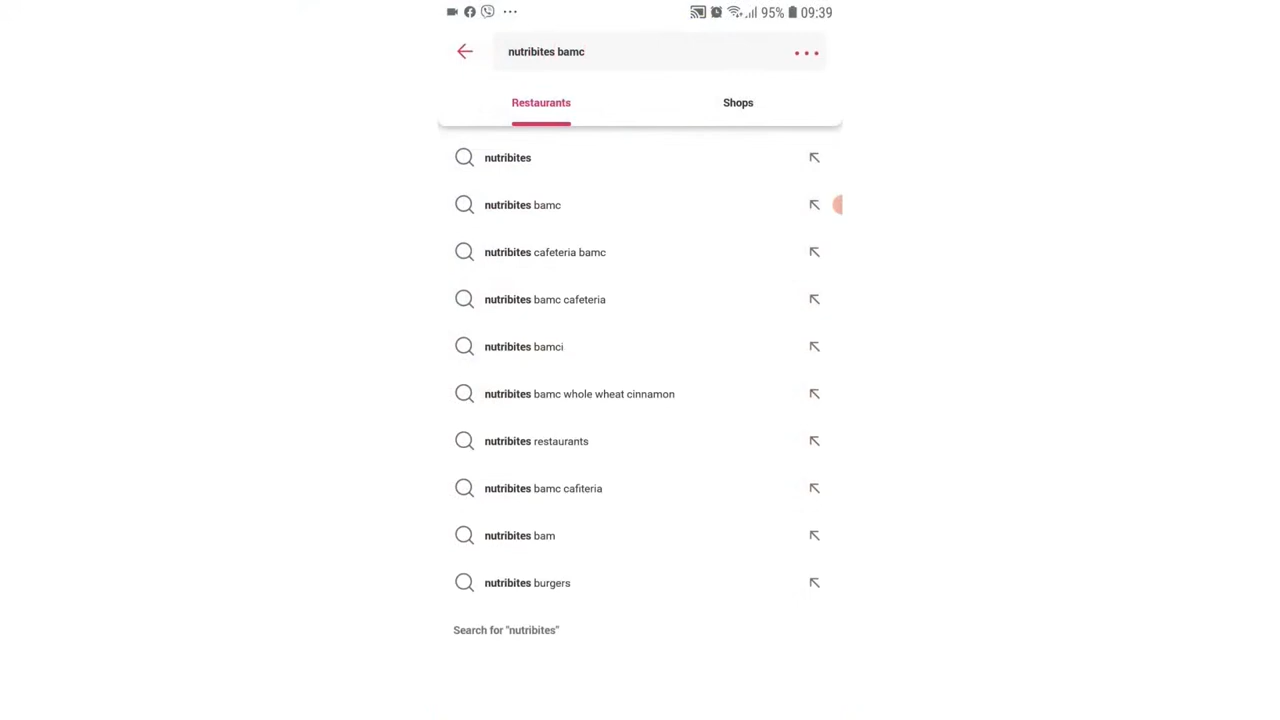 95% 09:39
nutribites bamc
Restaurants Shops
nutribites
nutribites bamc
nutribites cafeteria bamc
nutribites bamc cafeteria
nutribites bamci
nutribites bamc whole wheat cinnamon
nutribites restaurants
nutribites bamc cafiteria
nutribites bam
nutribites burgers
Search for "nutribites"